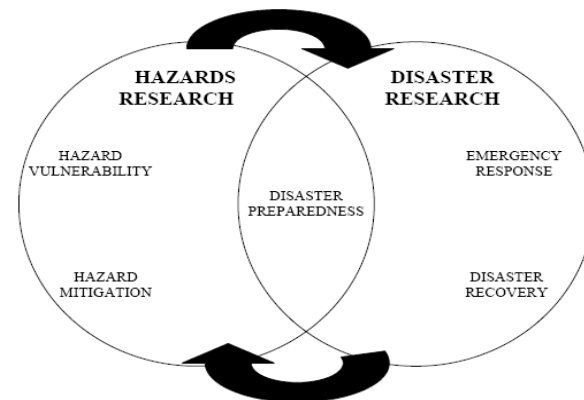 HAZARDS
RESEARCH
DISASTER
RESEARCH
HAZARD
VULNERABILITY
EMERGENCY
RESPONSE
DISASTER
PREPAREDNESS
HAZARD
MITIGATION
DISASTER
RECOVERY